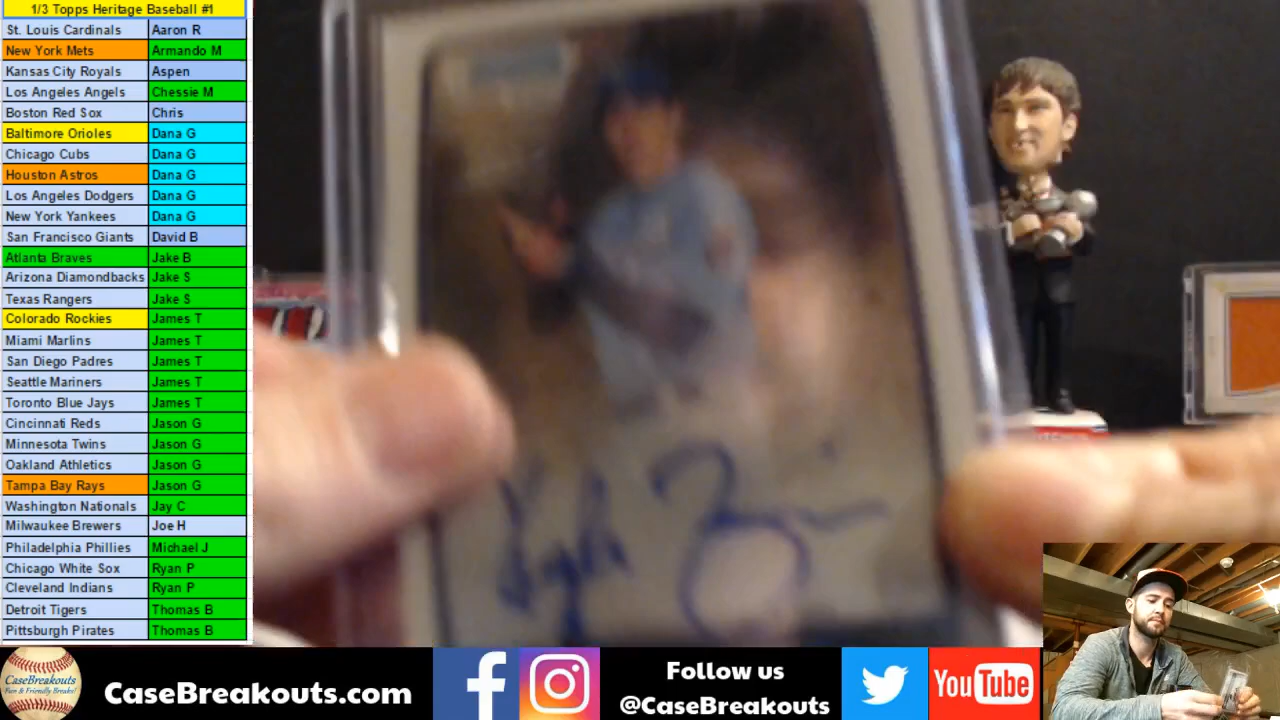 1/3 Topps Heritage Baseball #1
St. Louis Cardinals Aaron R
New York Mets Armando M
Kansas City Royals Aspen
Los Angeles Angels Chessie M
Boston Red Sox Chris
Baltimore Orioles Dana G
Chicago Cubs Dana G
Houston Astros Dana G
Los Angeles Dodgers Dana G
New York Yankees Dana G
San Francisco Giants David B
Atlanta Braves Jake B
Arizona Diamondbacks Jake S
Texas Rangers Jake S
Colorado Rockies James T
Miami Marlins James T
San Diego Padres James T
Seattle Mariners James T
Toronto Blue Jays James T
Cincinnati Reds Jason G
Minnesota Twins Jason G
Oakland Athletics Jason G
Tampa Bay Rays Jason G
Washington Nationals Jay C
Milwaukee Brewers Joe H
Philadelphia Phillies Michael J
Chicago White Sox Ryan P
Cleveland Indians Ryan P
Detroit Tigers Thomas B
Pittsburgh Pirates Thomas B
CaseBreakouts
Fun & Friendly Breaks!
CaseBreakouts.com
Follow us
@CaseBreakouts
YouTube